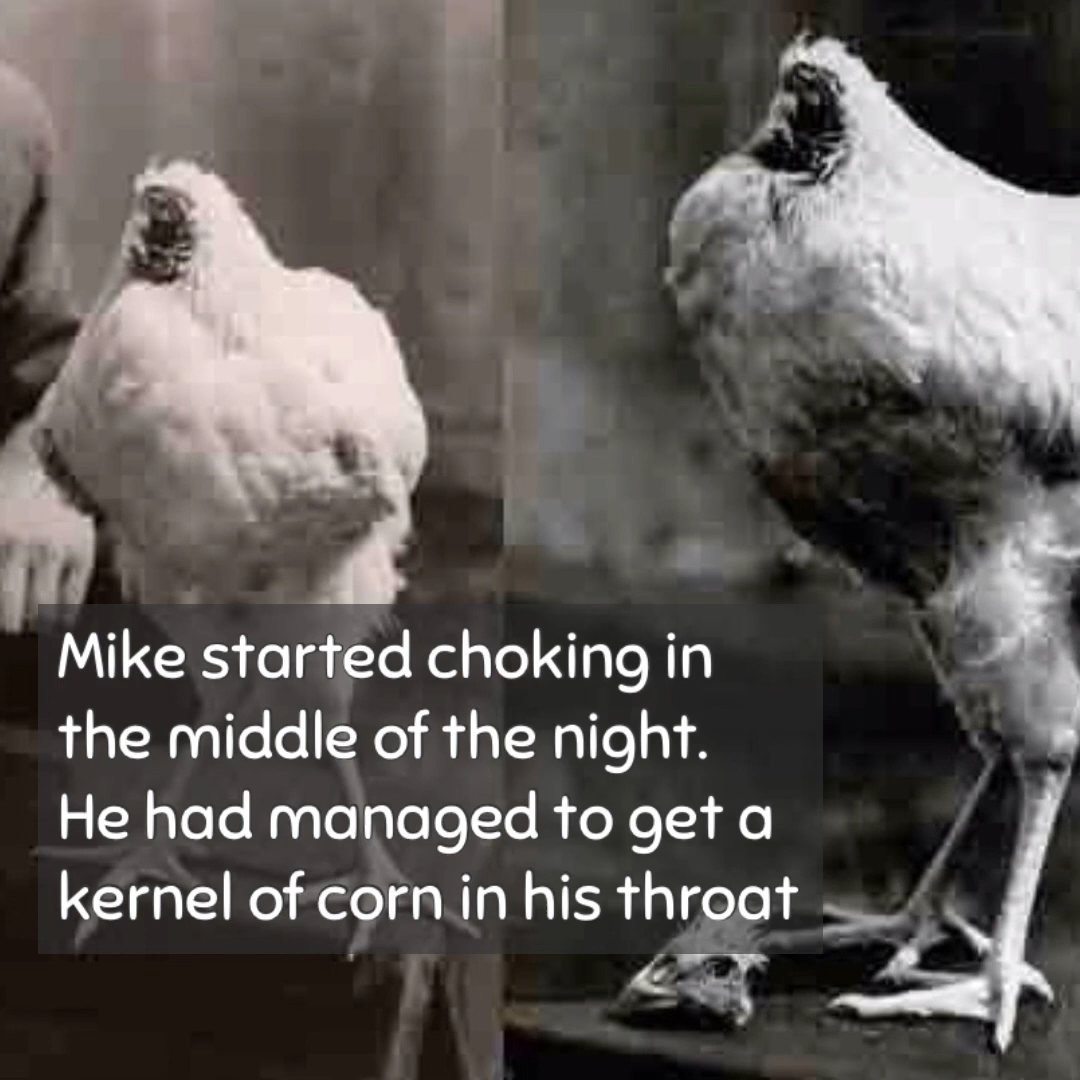 Mike started choking in
the middle of the night.
He had managed to get a
kernel of corn in his throat